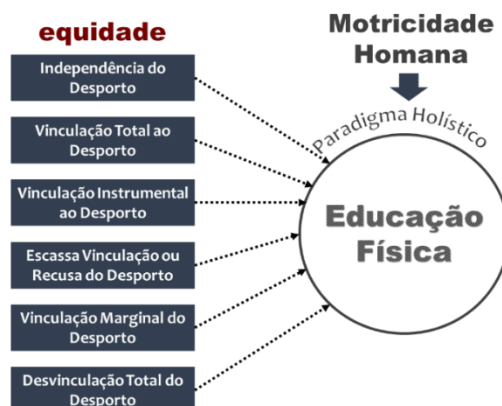 equidade
Independência do
Desporto
Vinculação Total ao
Desporto
Vinculação Instrumental
ao Desporto
Escassa Vinculação ou
Recusa do Desporto
Vinculação Marginal do
Desporto
Desvinculação Total do
Desporto
Motricidade
Homana
Paradigma Holístico
Educação
Física